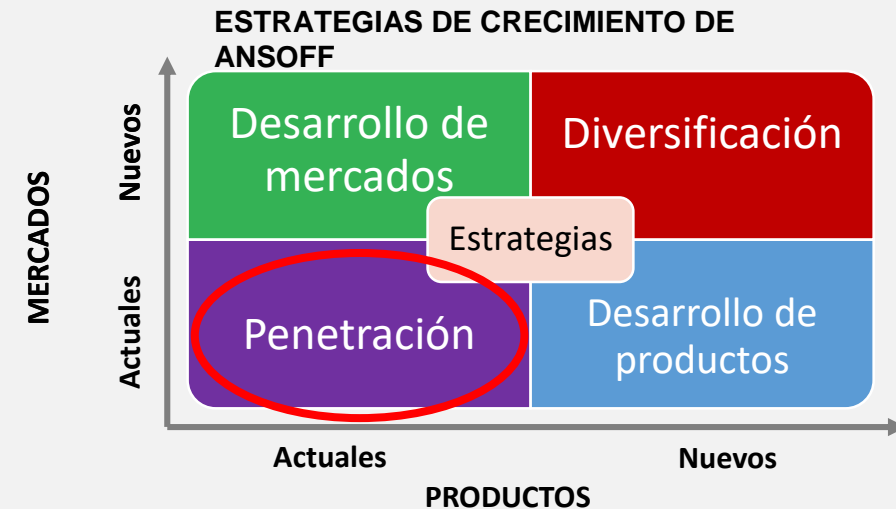 ESTRATEGIAS DE CRECIMIENTO DE
ANSOFF
MERCADOS
Nuevos
Actuales
Desarrollo de
mercados
Diversificación
Estrategias
Penetración
Desarrollo de
productos
Actuales
Nuevos
PRODUCTOS